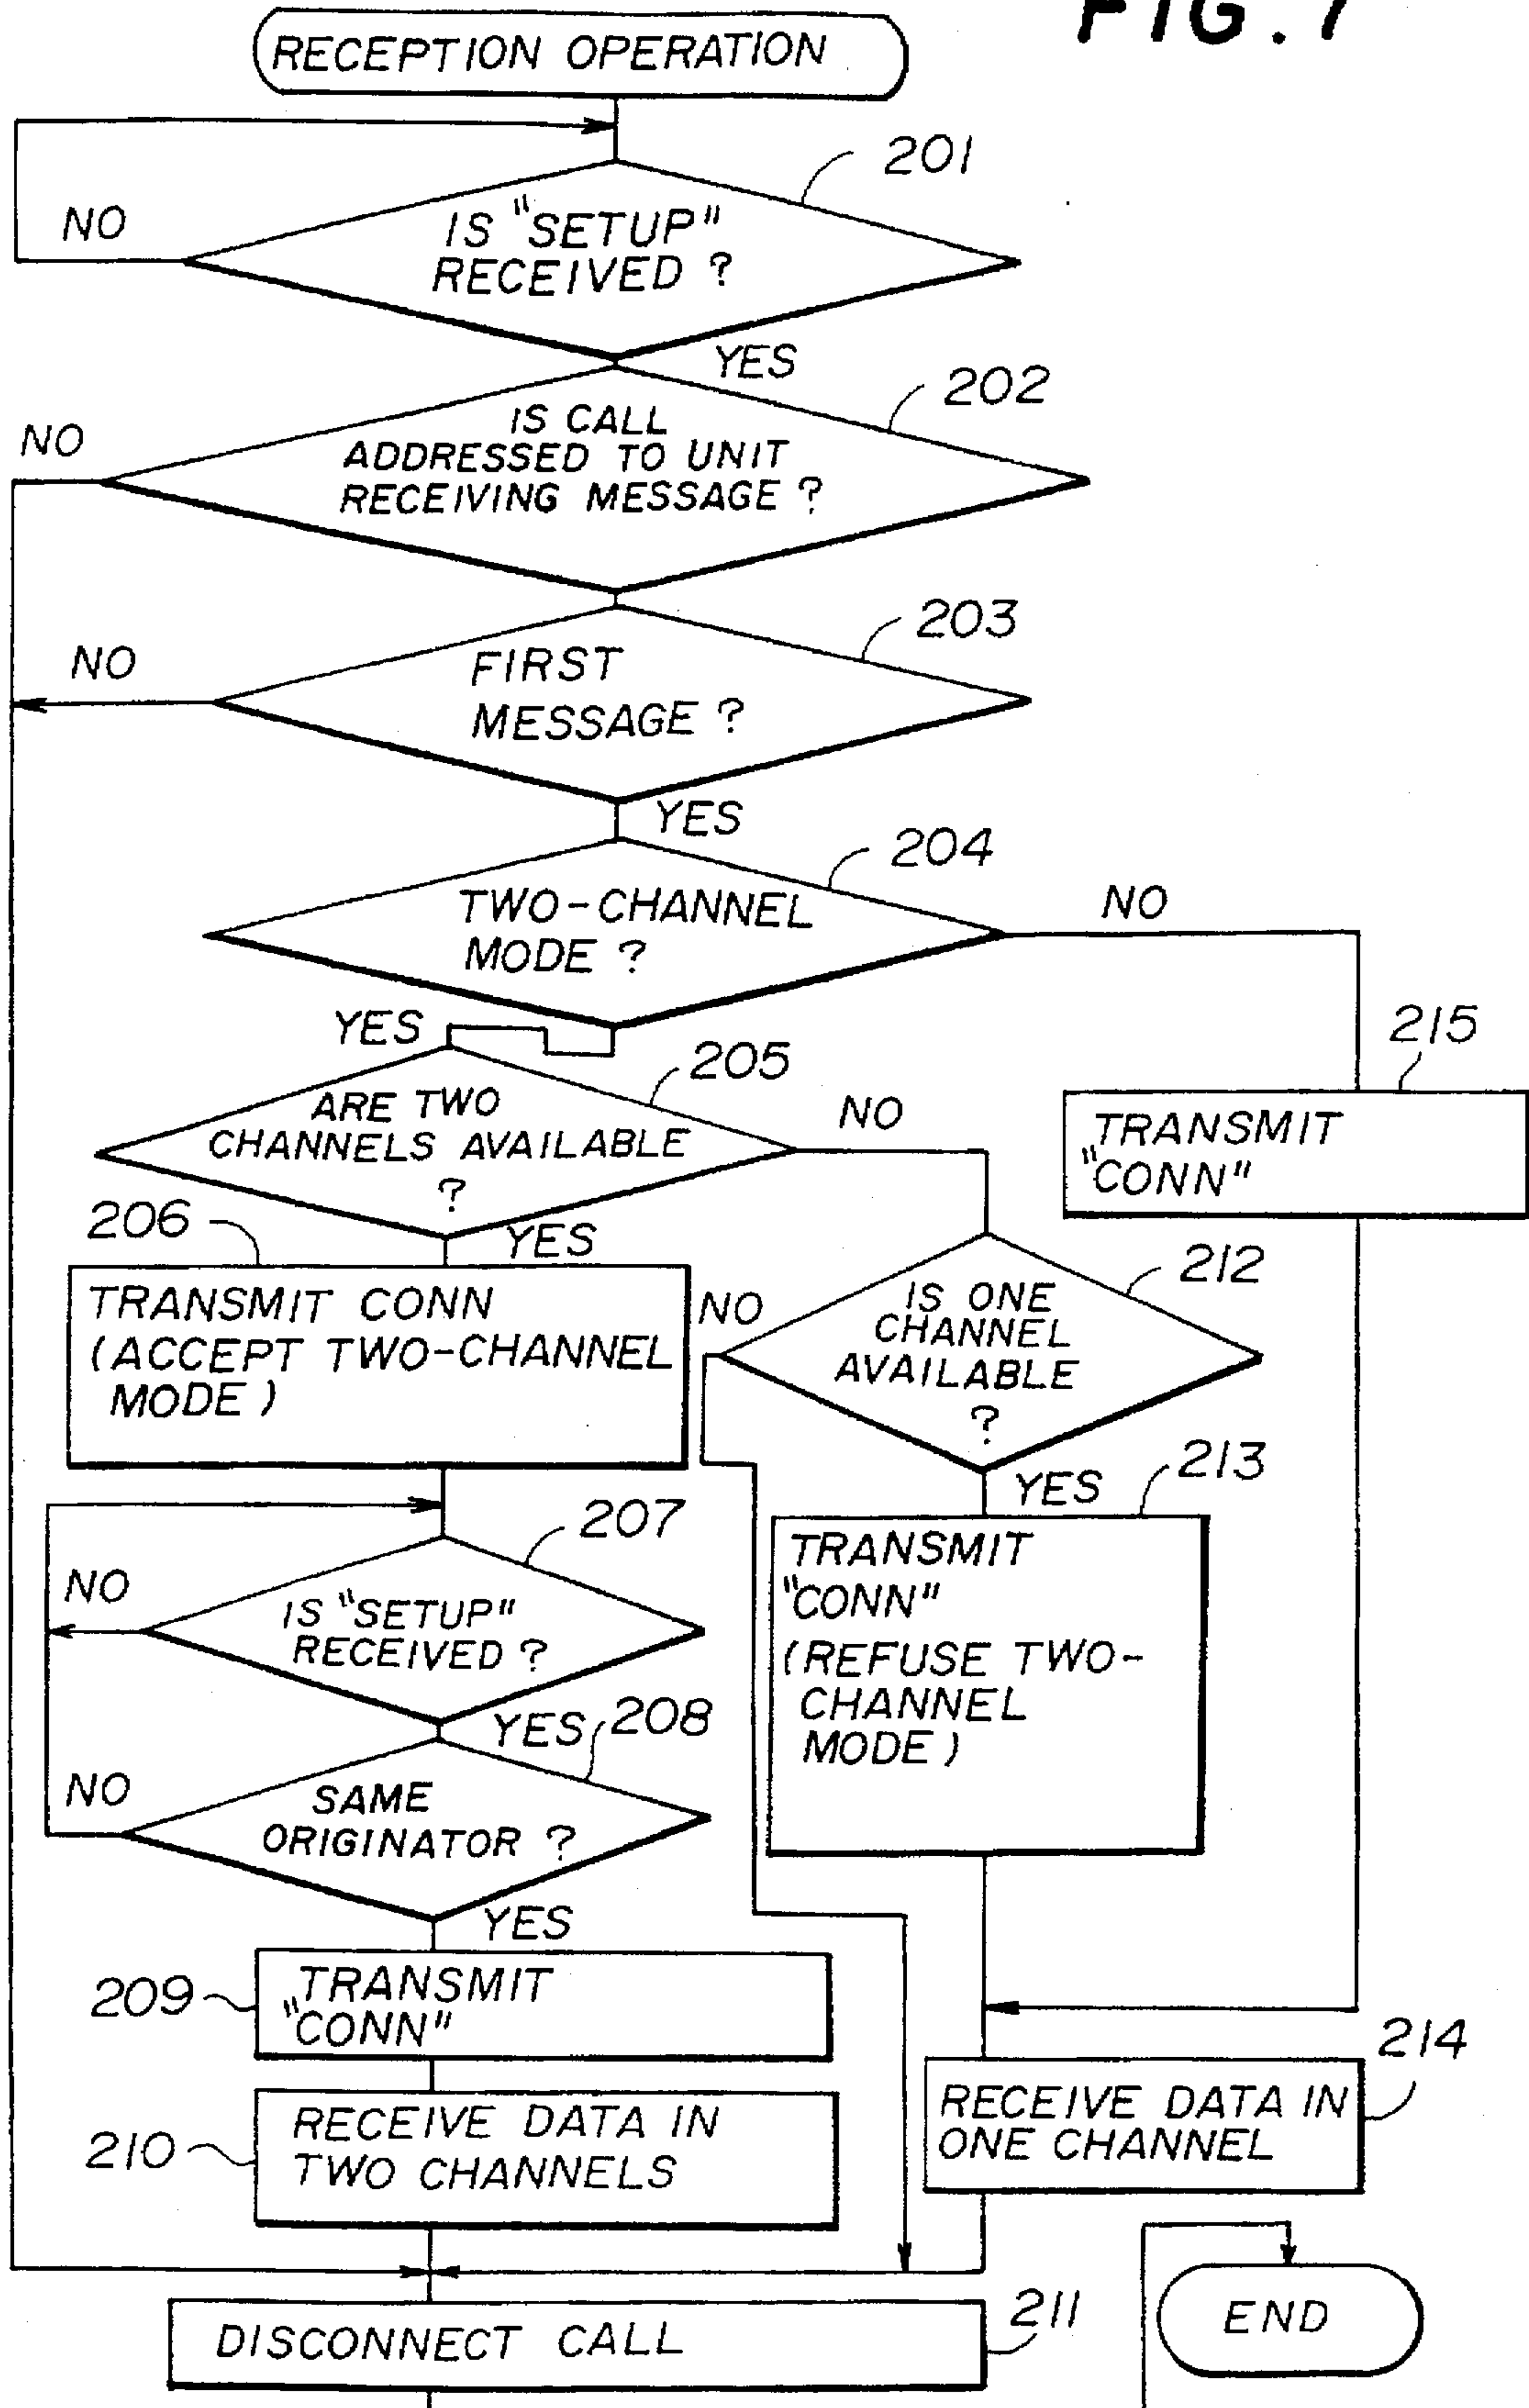 FIG. 7
RECEPTION OPERATION
201
NO
IS "SETUP"
RECEIVED ?
YES
202
NO
IS CALL
ADDRESSED TO UNIT
RECEIVING MESSAGE ?
203
NO
FIRST
MESSAGE ?
YES
204
TWO-CHANNEL
MODE ?
NO
YES
215
205
ARE TWO
CHANNELS AVAILABLE
?
NO
TRANSMIT
"CONN"
206
YES
212
TRANSMIT CONN
(ACCEPT TWO-CHANNEL
MODE)
NO
IS ONE
CHANNEL
AVAILABLE
?
YES
213
207
NO
IS "SETUP"
RECEIVED ?
TRANSMIT
"CONN"
(REFUSE TWO-
CHANNEL
MODE)
YES
208
NO
SAME
ORIGINATOR ?
YES
209
TRANSMIT
"CONN"
214
210
RECEIVE DATA IN
TWO CHANNELS
RECEIVE DATA IN
ONE CHANNEL
211
DISCONNECT CALL
END